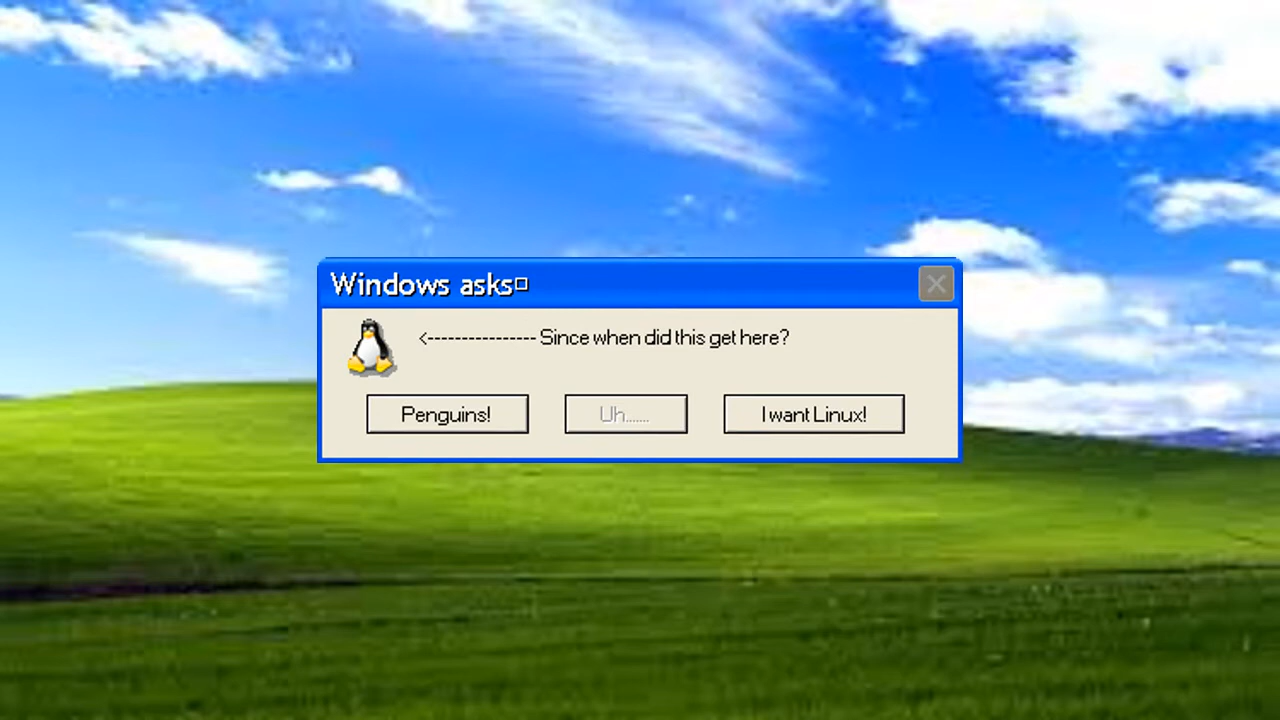 Windows asks□
<--------------- Since when did this get here?
Penguins!
Uh......
I want Linux!